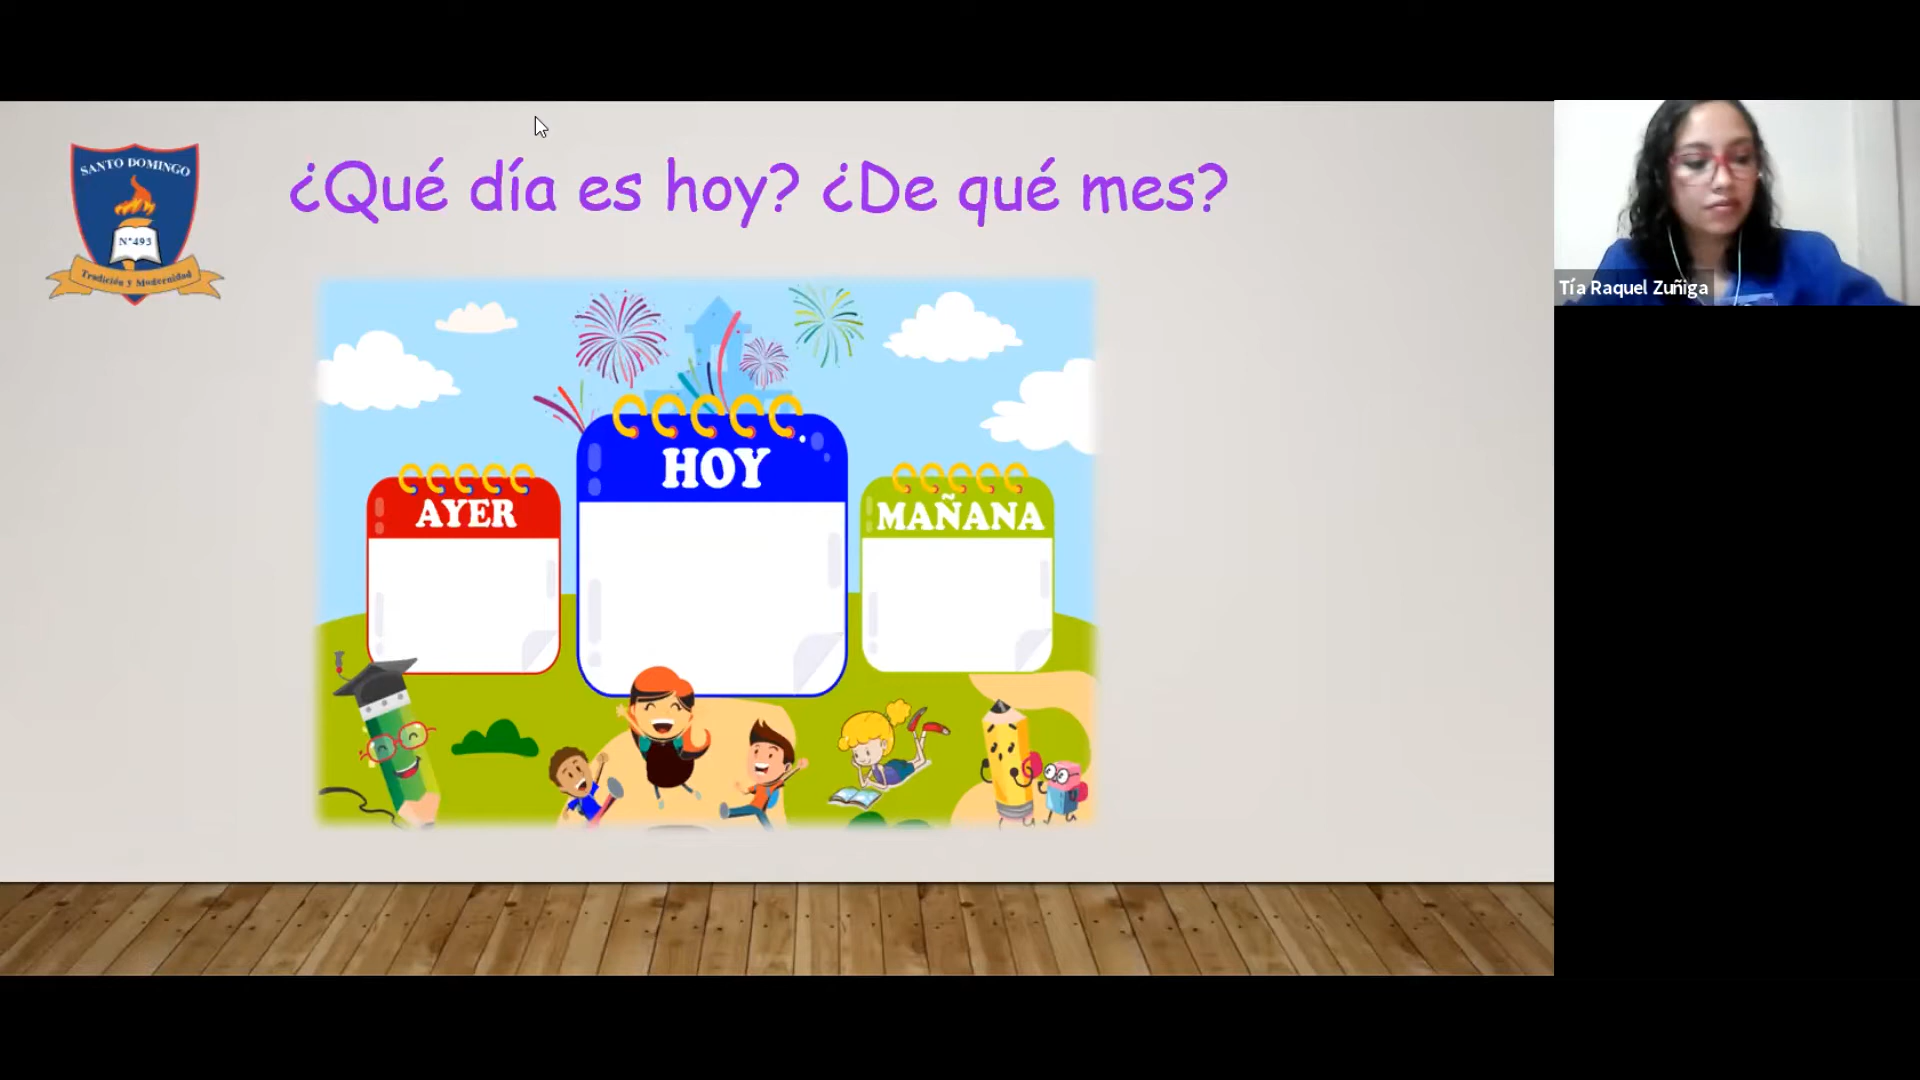 SANTO DOMINGO
N°493
Tradición y Modernidad
¿Qué día es hoy? ¿De qué mes?
AYER
HOY
MAÑANA
Tía Raquel Zuñiga